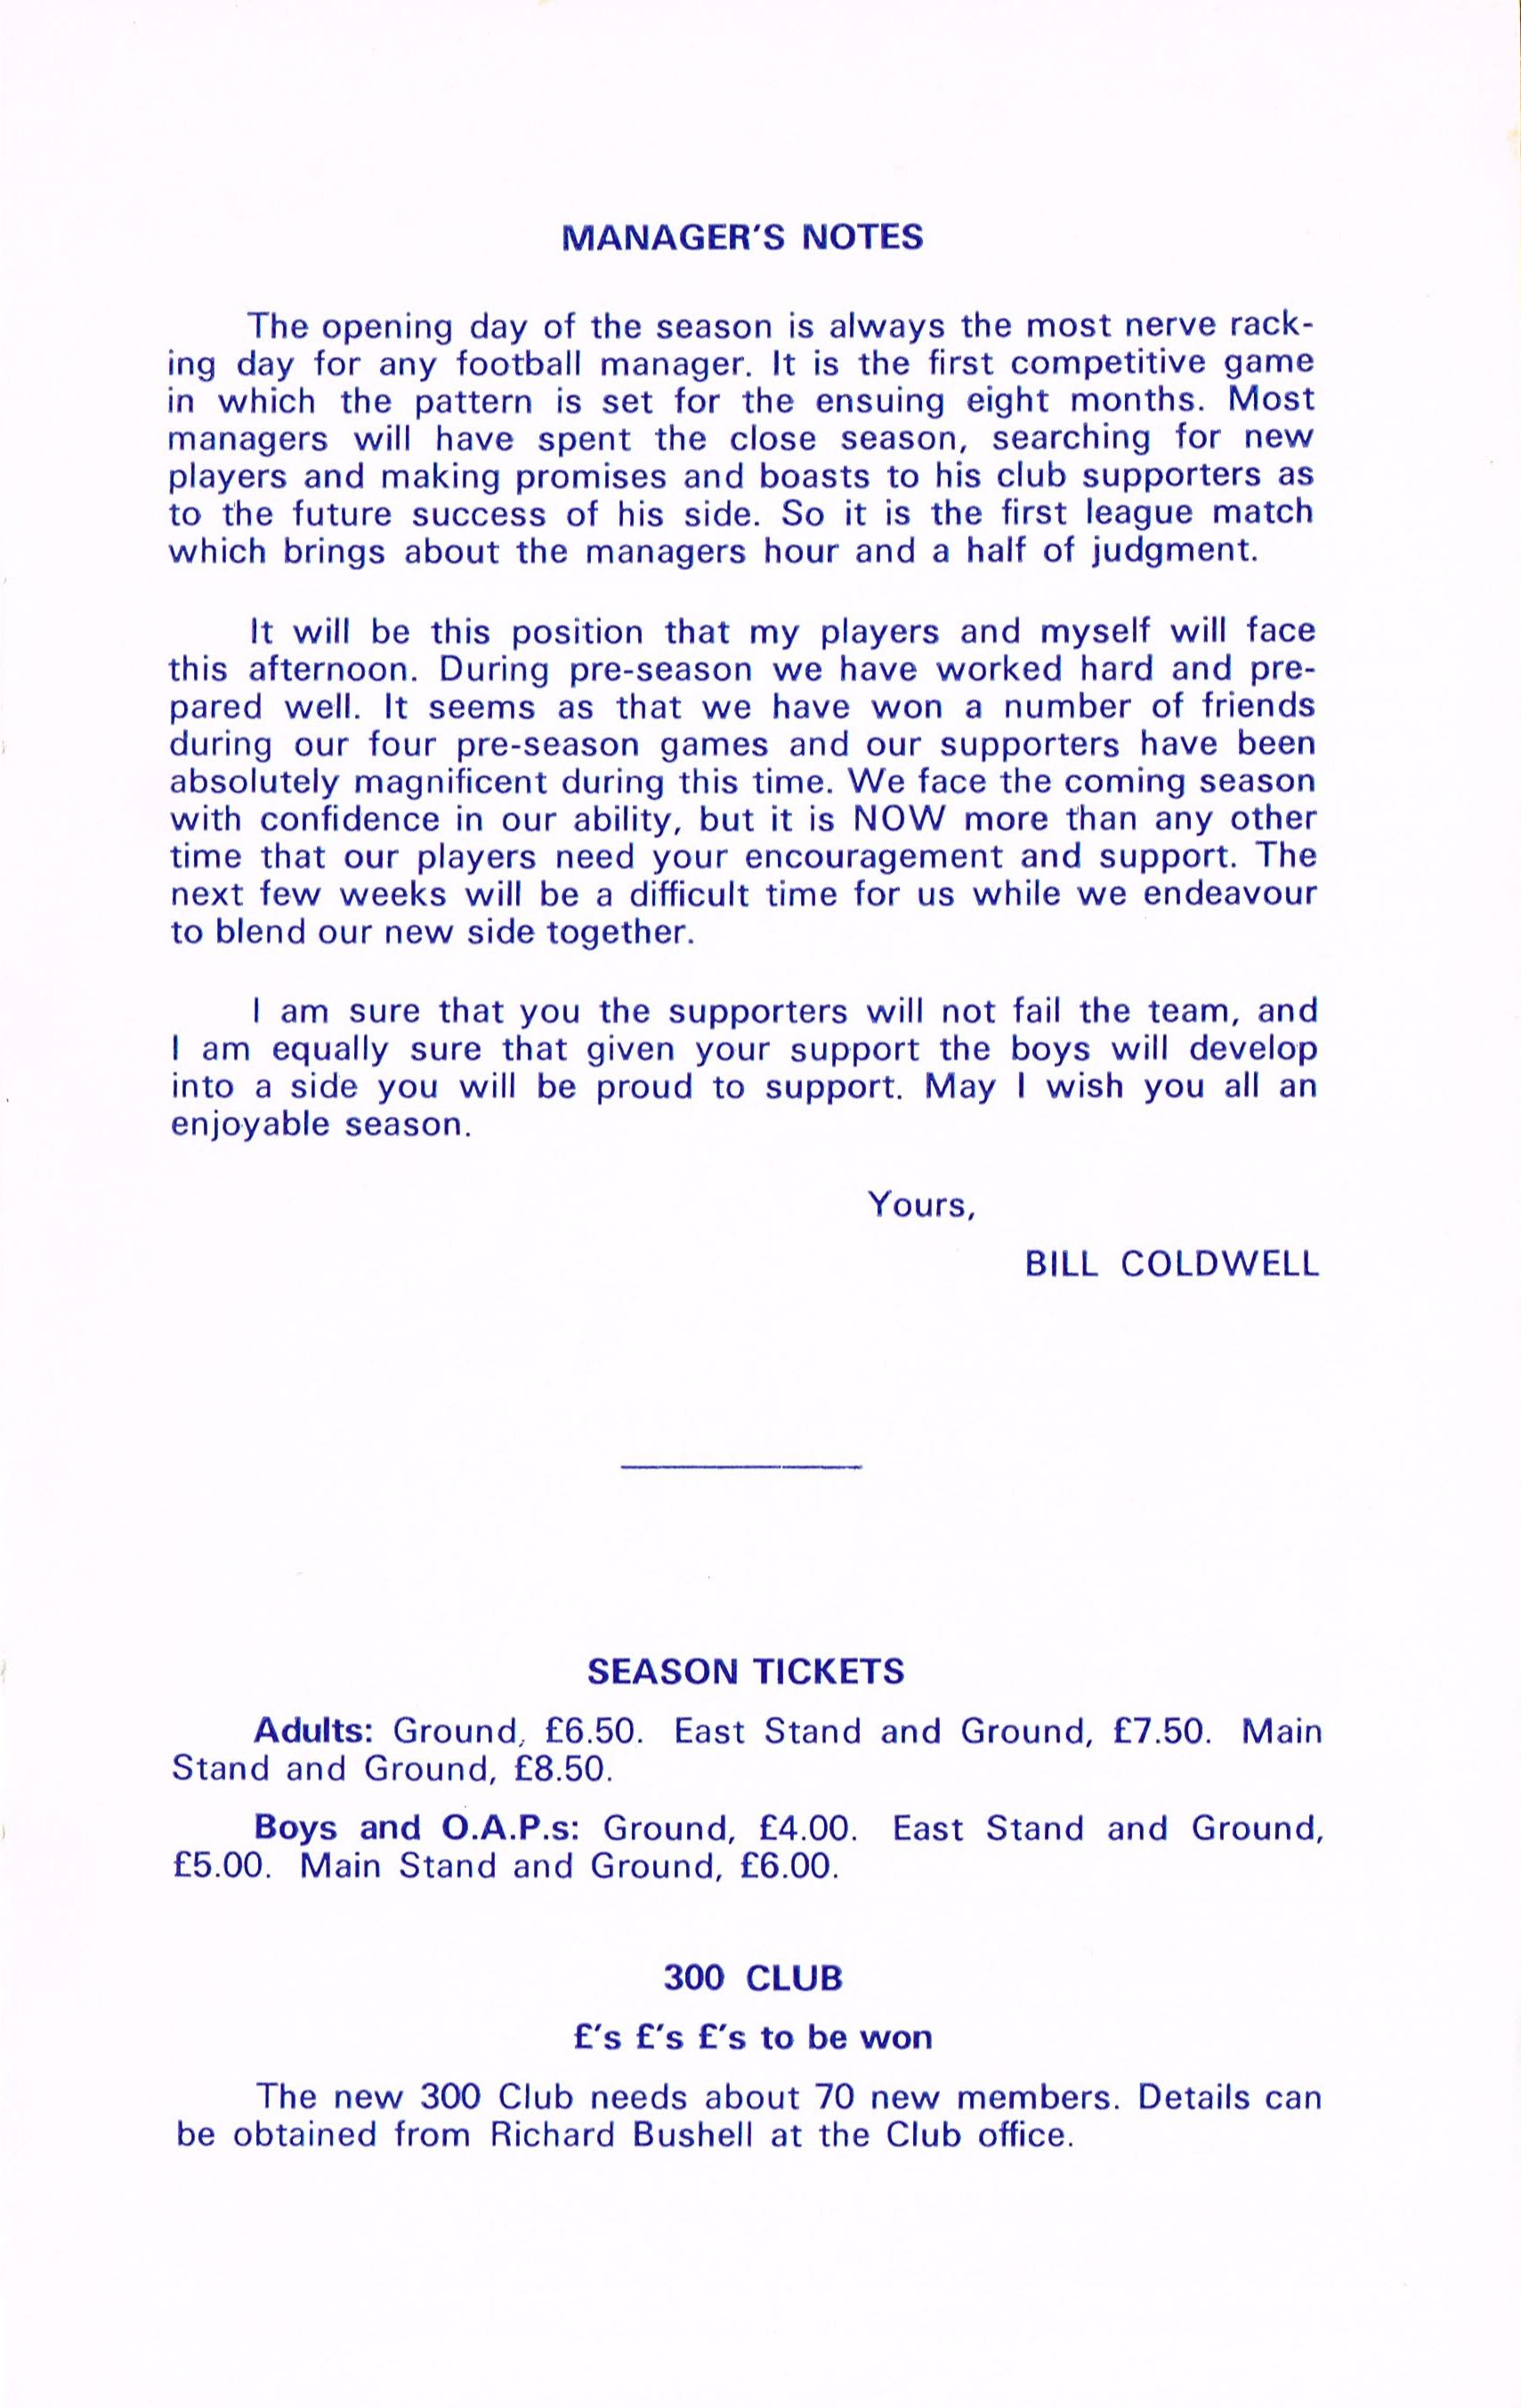 MANAGER'S NOTES
The opening day of the season is always the most nerve rack-
ing day for any football manager. It is the first competitive game
in which the pattern is set for the ensuing eight months. Most
managers will have spent the close season, searching for new
players and making promises and boasts to his club supporters as
to the future success of his side. So it is the first league match
which brings about the managers hour and a half of judgment.
It will be this position that my players and myself will face
this afternoon. During pre-season we have worked hard and pre-
pared well. It seems as that we have won a number of friends
during our four pre-season games and our supporters have been
absolutely magnificent during this time. We face the coming season
with confidence in our ability, but it is NOW more than any other
time that our players need your encouragement and support. The
next few weeks will be a difficult time for us while we endeavour
to blend our new side together.
I am sure that you the supporters will not fail the team, and
I am equally sure that given your support the boys will develop
into a side you will be proud to support. May I wish you all an
enjoyable season.
Yours,
BILL COLDWELL
SEASON TICKETS
Adults: Ground, £6.50. East Stand and Ground, £7.50. Main
Stand and Ground, £8.50.
Boys and O.A.P.s: Ground, £4.00. East Stand and Ground,
£5.00. Main Stand and Ground, £6.00.
300 CLUB
£'s £'s £'s to be won
The new 300 Club needs about 70 new members. Details can
be obtained from Richard Bushell at the Club office.